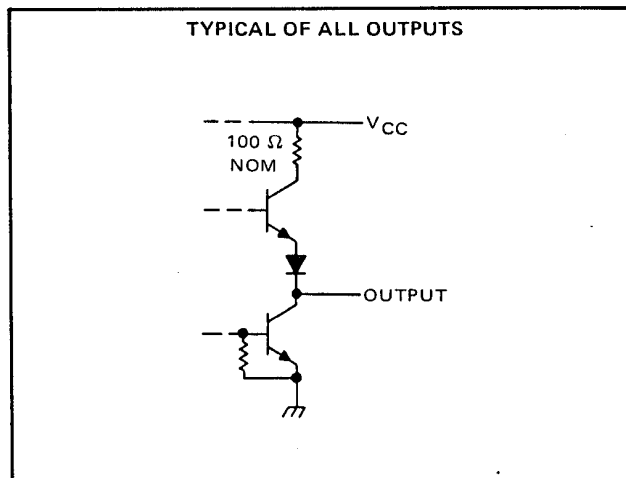 TYPICAL OF ALL OUTPUTS
VCC
100 Ω
NOM
OUTPUT